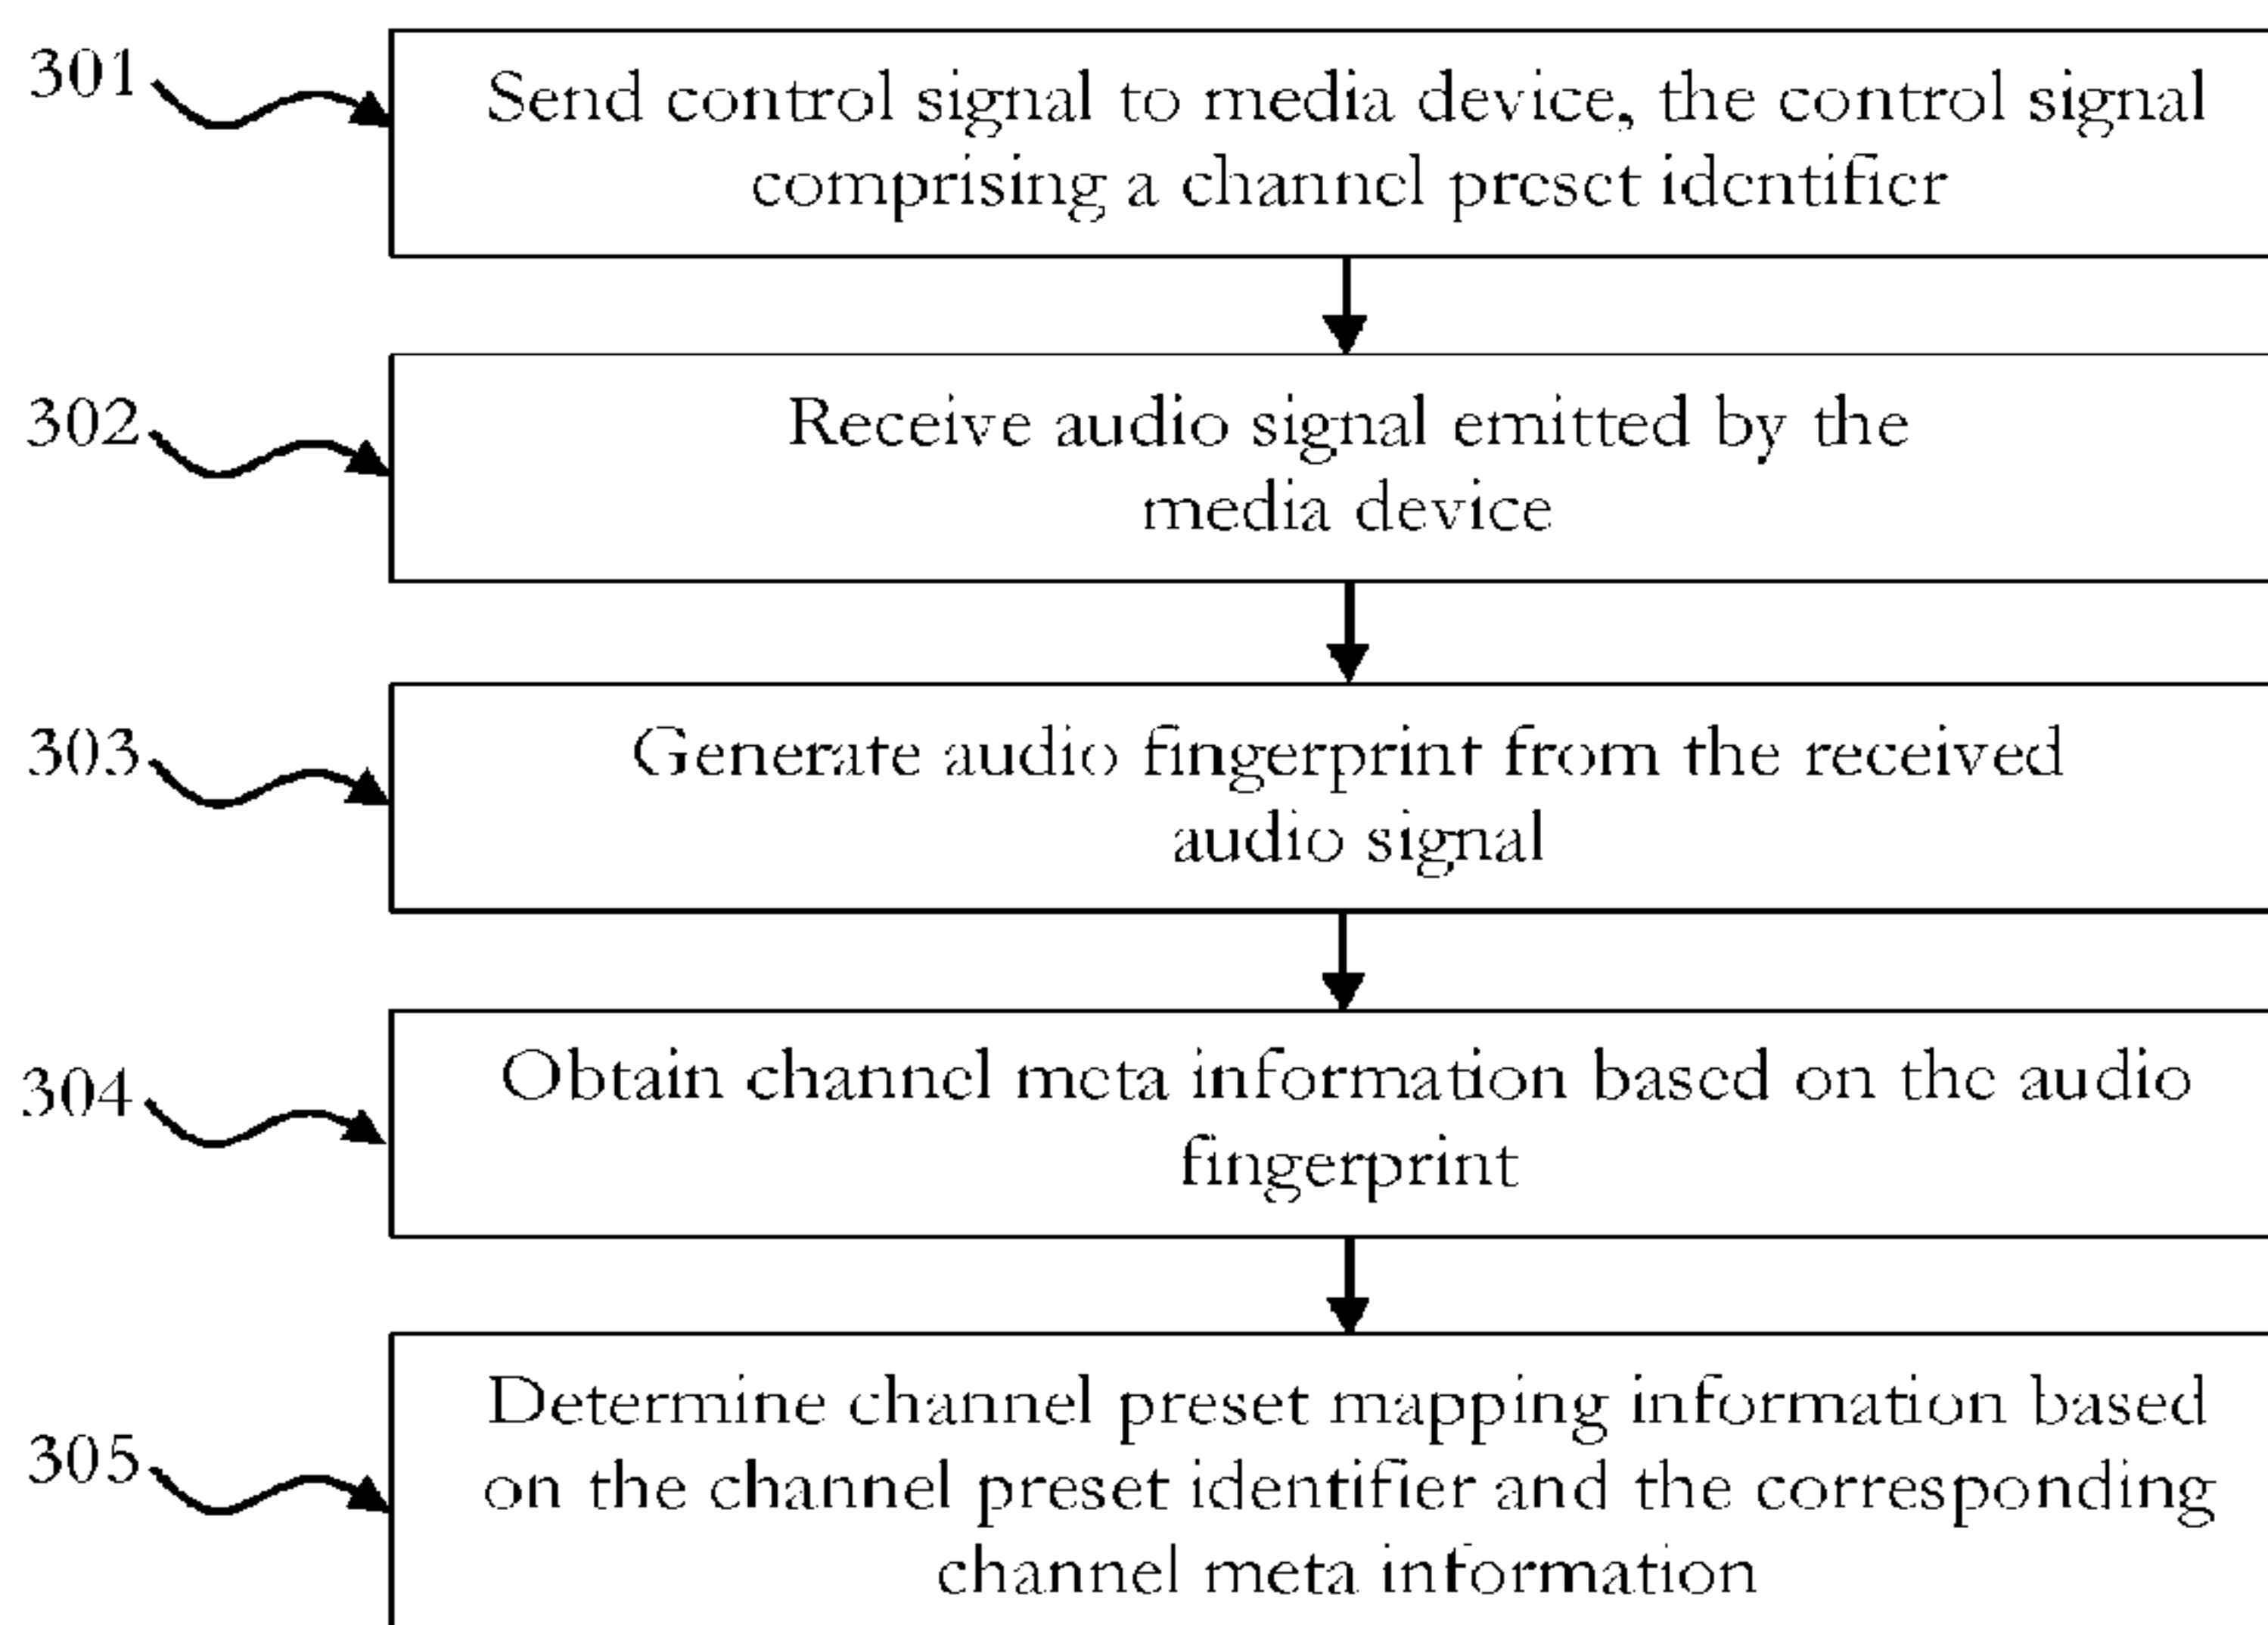 301
Send control signal to media device, the control signal
comprising a channel preset identifier
302
Receive audio signal emitted by the
media device
303
Generate audio fingerprint from the received
audio signal
304
Obtain channel meta information based on the audio
fingerprint
305
Determine channel preset mapping information based
on the channel preset identifier and the corresponding
channel meta information